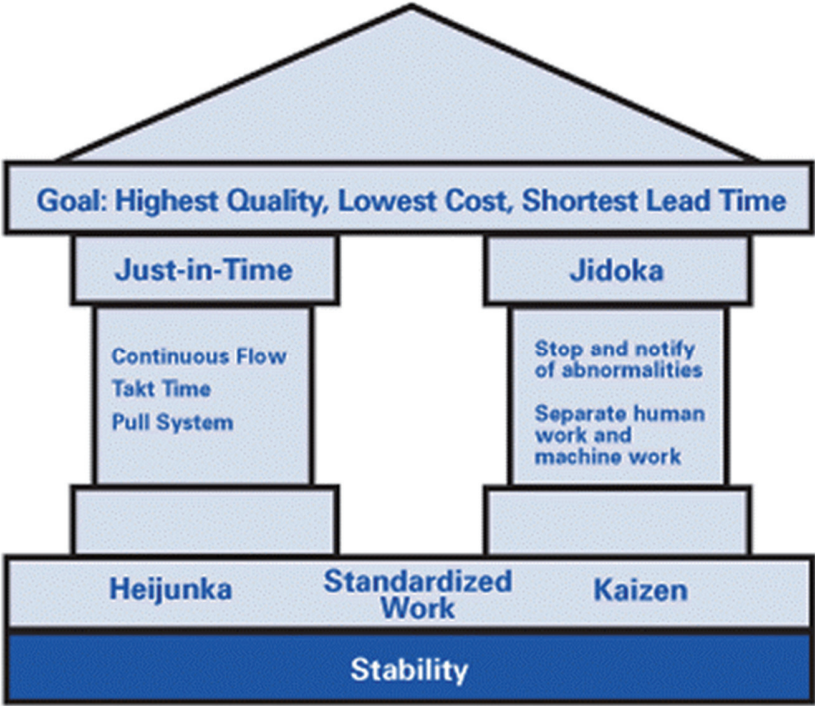 Goal: Highest Quality, Lowest Cost, Shortest Lead Time
Just-in-Time
Continuous Flow
Takt Time
Pull System
Jidoka
Stop and notify
of abnormalities
Separate human
work and
machine work
Heijunka
Standardized
Work
Kaizen
Stability